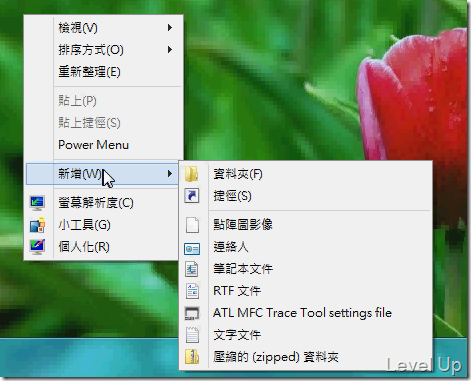 檢視(V)
排序方式(O)
重新整理(E)
貼上(P)
貼上捷徑(S)
Power Menu
新增(W)
螢幕解析度(C)
小工具(G)
個人化(R)
資料夾(F)
捷徑(S)
點陣圖影像
連絡人
筆記本文件
RTF 文件
ATL MFC Trace Tool settings file
文字文件
壓縮的 (zipped) 資料夾
Level Up